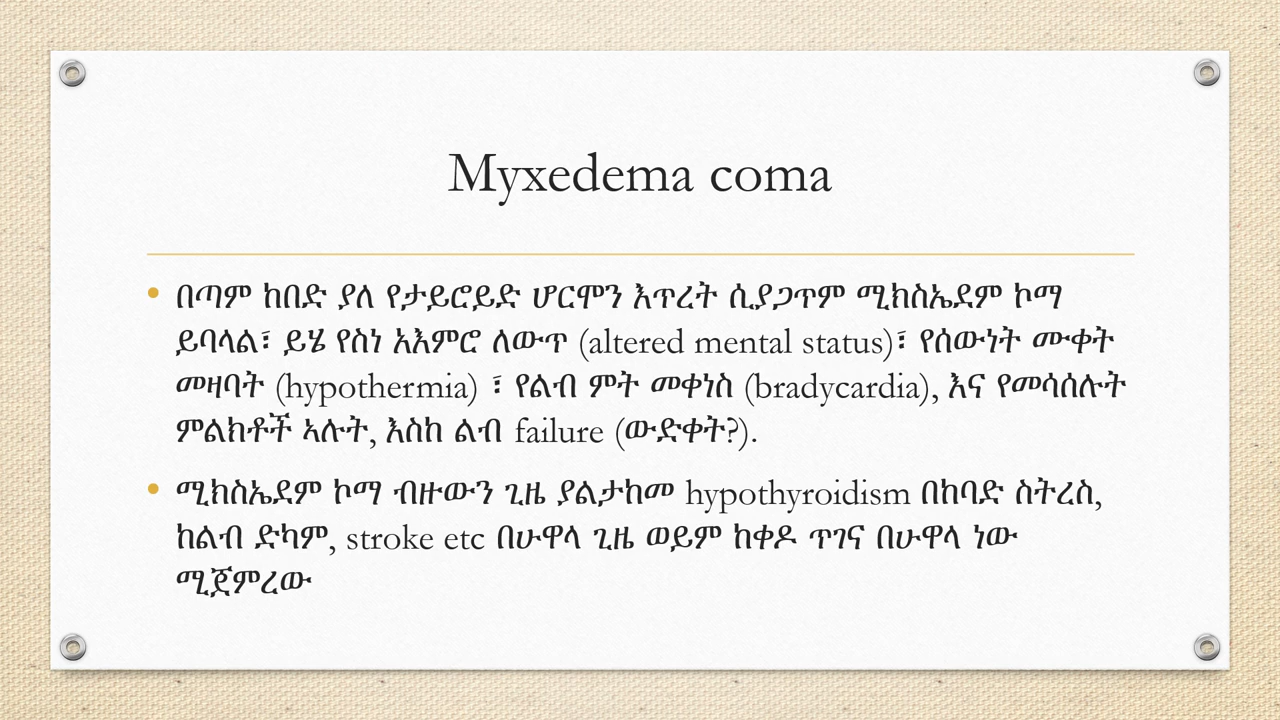 Myxedema coma
• በጣም ከበድ ያለ የታይሮይድ ሆርሞን እጥረት ሲያጋጥም ሚክስኤደም ኮማ
ይባላል፣ ይሄ የስነ አእምሮ ለውጥ (altered mental status)፣ የሰውነት ሙቀት
መዛባት (hypothermia) ፣ የልብ ምት መቀነስ (bradycardia), እና የመሳሰሉት
ምልክቶች ኣሉት, እስከ ልብ failure (ውድቀት?).
• ሚክስኤደም ኮማ ብዙውን ጊዜ ያልታከመ hypothyroidism በከባድ ስትረስ,
ከልብ ድካም, stroke etc በሁዋላ ጊዜ ወይም ከቀዶ ጥገና በሁዋላ ነው
ሚጀምረው